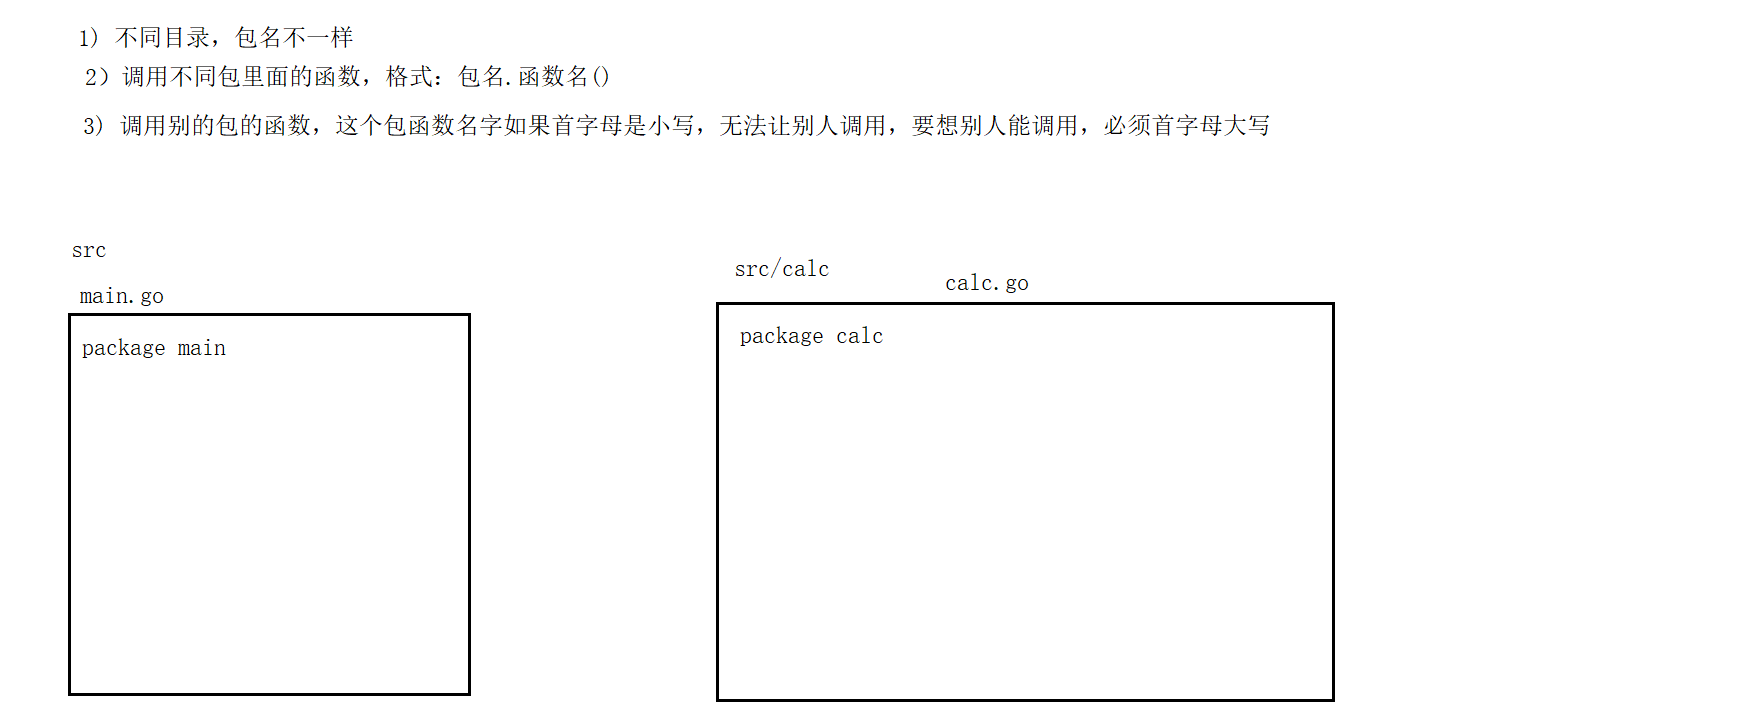 1) 不同目录，包名不一样
2）调用不同包里面的函数，格式：包名.函数名()
3) 调用别的包的函数，这个包函数名字如果首字母是小写，无法让别人调用，要想别人能调用，必须首字母大写
src
main.go
package main
src/calc
calc.go
package calc